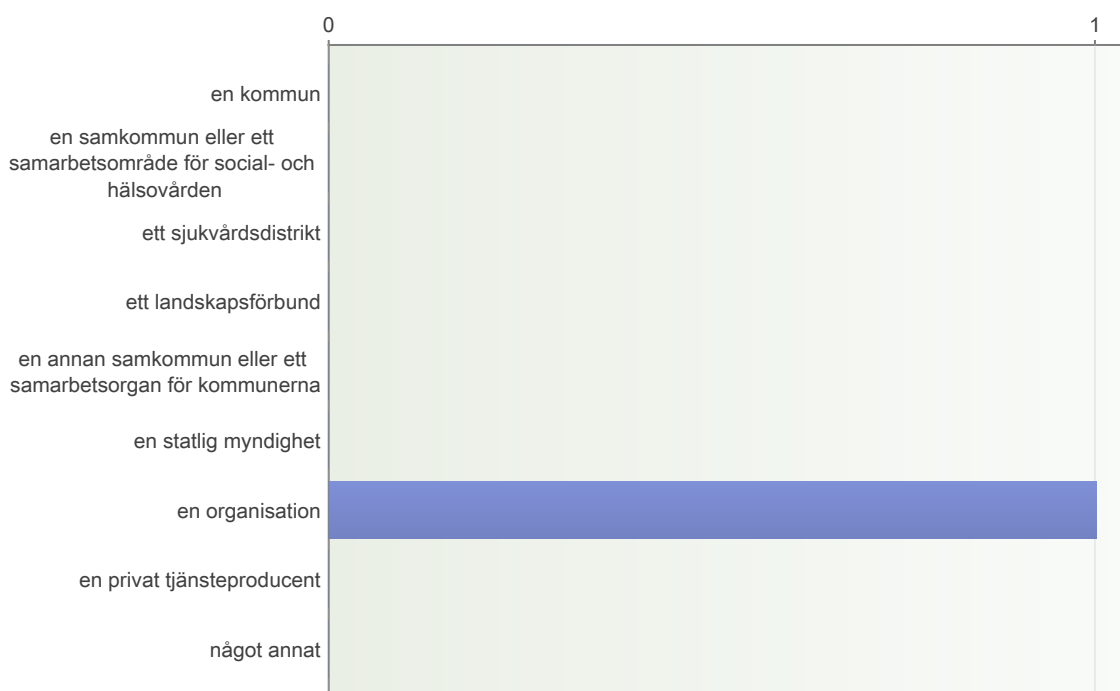 0 1
en kommun
en samkommun eller ett
samarbetsområde för social- och
hälsovården
ett sjukvårdsdistrikt
ett landskapsförbund
en annan samkommun eller ett
samarbetsorgan för kommunerna
en statlig myndighet
en organisation
en privat tjänsteproducent
något annat